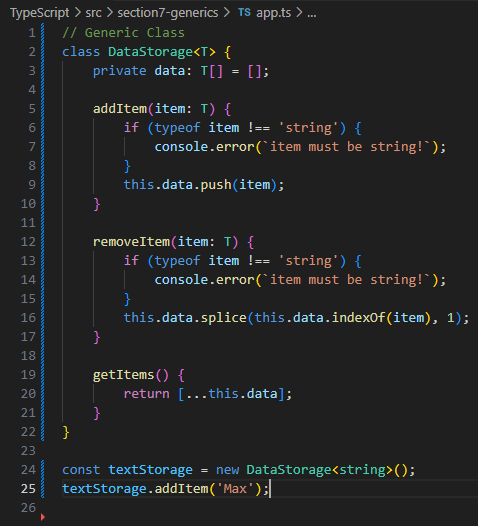 TypeScript > src > section7-generics > TS app.ts > ...
1 // Generic Class
2 class DataStorage<T> {
3     private data: T[] = [];
4
5     addItem(item: T) {
6         if (typeof item !== 'string') {
7             console.error(`item must be string!`);
8         }
9         this.data.push(item);
10     }
11
12     removeItem(item: T) {
13         if (typeof item !== 'string') {
14             console.error(`item must be string!`);
15         }
16         this.data.splice(this.data.indexOf(item), 1);
17     }
18
19     getItems() {
20         return [...this.data];
21     }
22 }
23
24 const textStorage = new DataStorage<string>();
25 textStorage.addItem('Max');
26